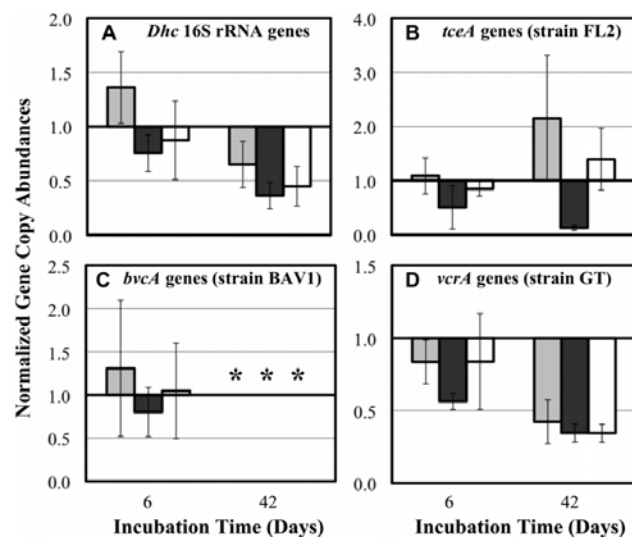 Normalized Gene Copy Abundances
2.0
1.5
1.0
0.5
0.0
A
Dhc 16S rRNA genes
4.0
3.0
2.0
1.0
0.0
B
tceA genes (strain FL2)
2.5
2.0
1.5
1.0
0.5
0.0
C
bvcA genes (strain BAV1)
* * *
6 42
Incubation Time (Days)
1.5
1.0
0.5
0.0
D
vcrA genes (strain GT)
6 42
Incubation Time (Days)